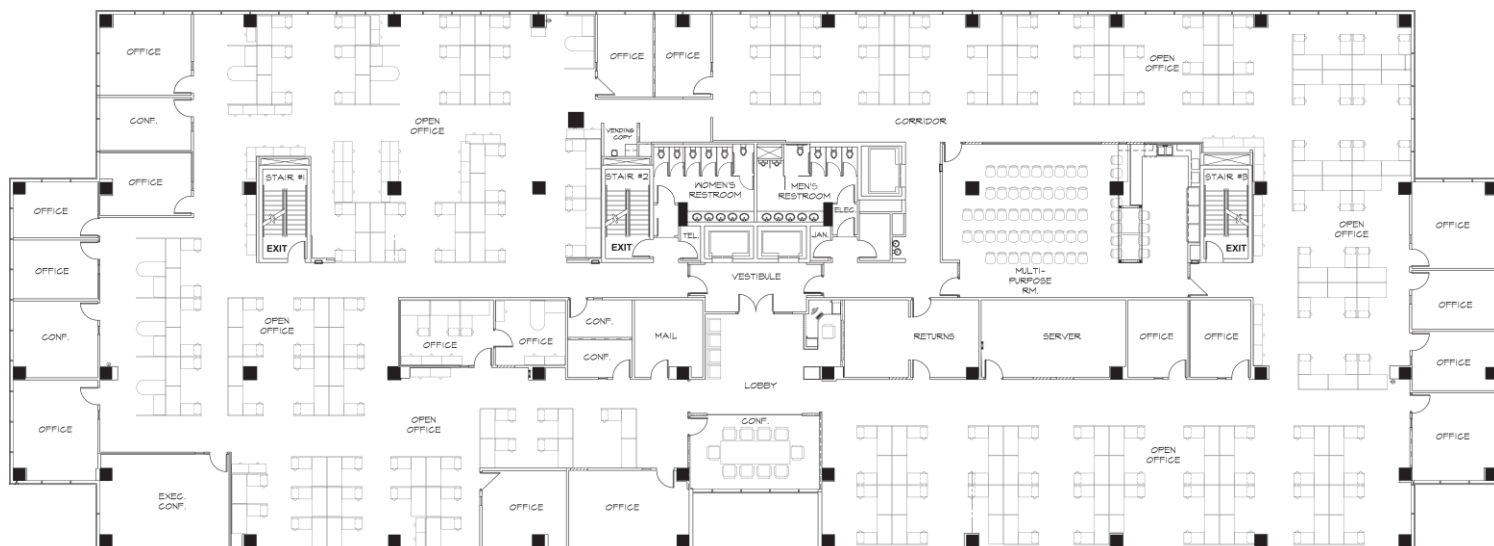 OFFICE
OFFICE
OFFICE
OPEN
OFFICE
CONF.
OPEN
OFFICE
VENDING
COPY
CORRIDOR
OFFICE
STAIR #1
EXIT
STAIR #2
EXIT
WOMEN'S
RESTROOM
MEN'S
RESTROOM
ELEC.
TEL.
JAN.
STAIR #3
EXIT
OFFICE
OFFICE
OPEN
OFFICE
OFFICE
VESTIBULE
MULTI-
PURPOSE
RM.
OFFICE
CONF.
OPEN
OFFICE
OFFICE
OFFICE
CONF.
CONF.
MAIL
RETURNS
SERVER
OFFICE
OFFICE
OFFICE
LOBBY
OFFICE
OPEN
OFFICE
CONF.
OPEN
OFFICE
OFFICE
EXEC.
CONF.
OFFICE
OFFICE